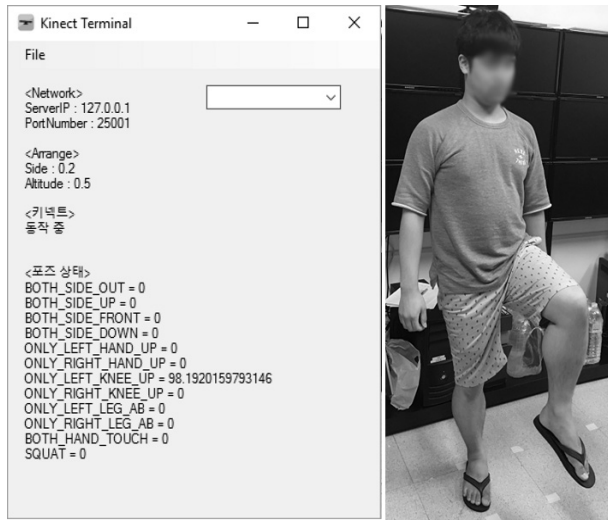 Kinect Terminal
File
<Network>
ServerIP : 127.0.0.1
PortNumber : 25001
<Arrange>
Side : 0.2
Altitude : 0.5
<키넥트>
동작 중
<포즈 상태>
BOTH_SIDE_OUT = 0
BOTH_SIDE_UP = 0
BOTH_SIDE_FRONT = 0
BOTH_SIDE_DOWN = 0
ONLY_LEFT_HAND_UP = 0
ONLY_RIGHT_HAND_UP = 0
ONLY_LEFT_KNEE_UP = 98.1920159793146
ONLY_RIGHT_KNEE_UP = 0
ONLY_LEFT_LEG_AB = 0
ONLY_RIGHT_LEG_AB = 0
BOTH_HAND_TOUCH = 0
SQUAT = 0